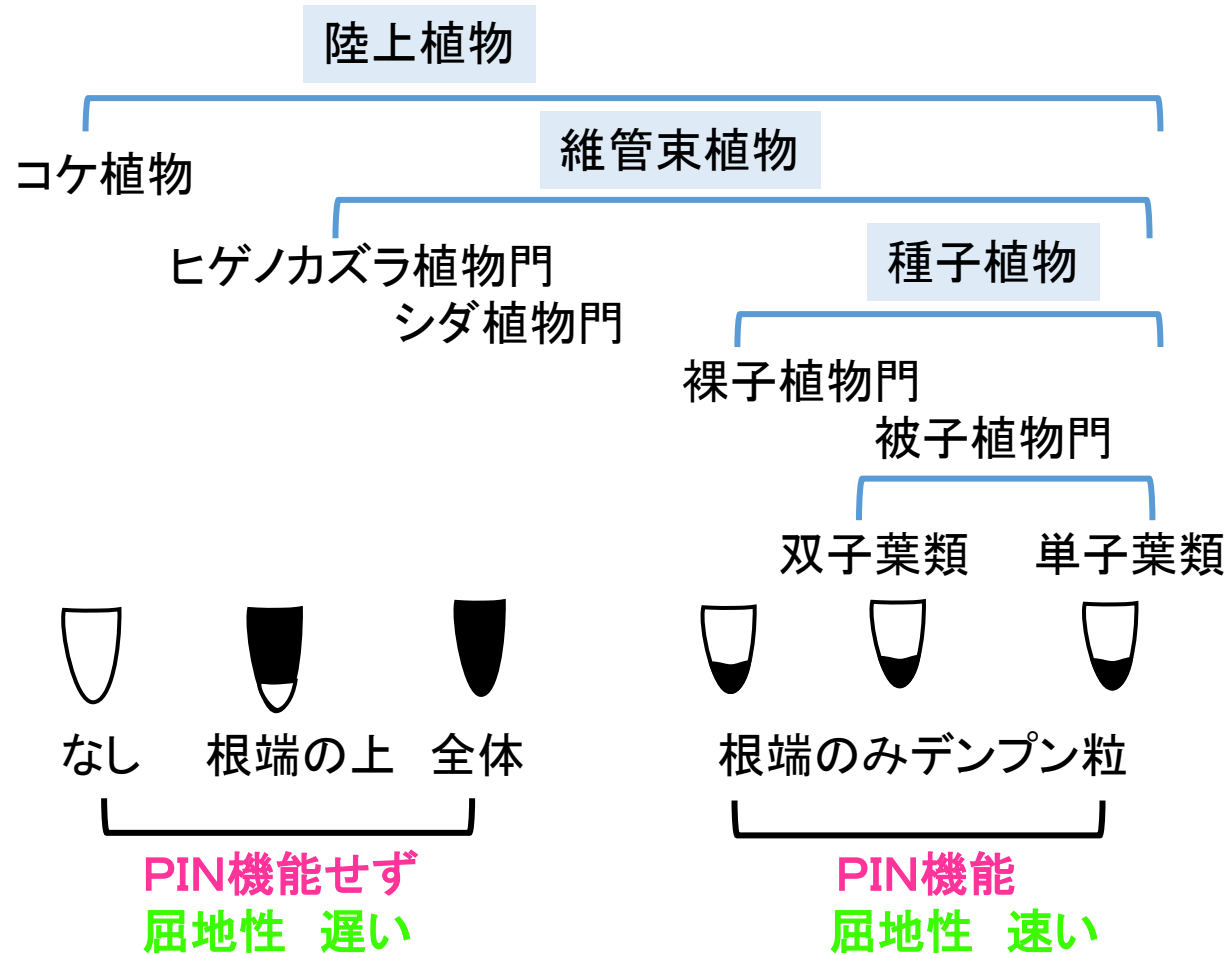 陸上植物
コケ植物
維管束植物
ヒゲノカズラ植物門
シダ植物門
種子植物
裸子植物門
被子植物門
双子葉類
単子葉類
なし
根端の上
全体
根端のみデンプン粒
PIN機能せず
屈地性 遅い
PIN機能
屈地性 速い